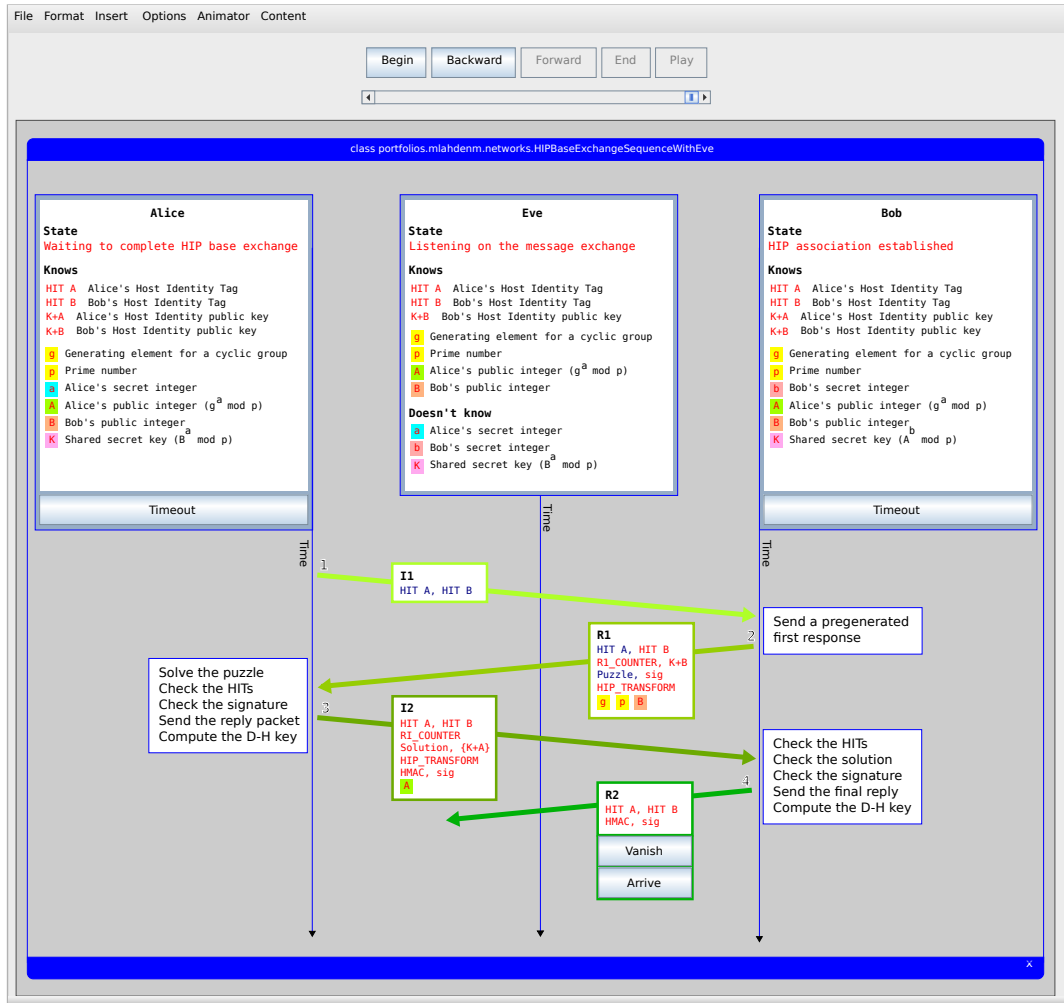 File Format Insert Options Animator Content
Begin Backward Forward End Play
class portfolios.mlahdenm.networks.HIPBaseExchangeSequenceWithEve
Alice
State
Waiting to complete HIP base exchange
Knows
HIT A Alice's Host Identity Tag
HIT B Bob's Host Identity Tag
K+A Alice's Host Identity public key
K+B Bob's Host Identity public key
g Generating element for a cyclic group
p Prime number
a Alice's secret integer
A Alice's public integer (g^a mod p)
B Bob's public integer
K Shared secret key (B^a mod p)
Timeout
Eve
State
Listening on the message exchange
Knows
HIT A Alice's Host Identity Tag
HIT B Bob's Host Identity Tag
K+B Bob's Host Identity public key
g Generating element for a cyclic group
p Prime number
A Alice's public integer (g^a mod p)
B Bob's public integer
Doesn't know
a Alice's secret integer
b Bob's secret integer
K Shared secret key (B^a mod p)
Bob
State
HIP association established
Knows
HIT A Alice's Host Identity Tag
HIT B Bob's Host Identity Tag
K+A Alice's Host Identity public key
K+B Bob's Host Identity public key
g Generating element for a cyclic group
p Prime number
b Bob's secret integer
A Alice's public integer (g^a mod p)
B Bob's public integer
K Shared secret key (A^b mod p)
Timeout
Time
Time
Time
1
I1
HIT A, HIT B
Send a pregenerated
first response
2
R1
HIT A, HIT B
R1_COUNTER, K+B
Puzzle, sig
HIP_TRANSFORM
g p B
Solve the puzzle
Check the HITs
Check the signature
Send the reply packet
Compute the D-H key
3
I2
HIT A, HIT B
RI_COUNTER
Solution, {K+A}
HIP_TRANSFORM
HMAC, sig
A
Check the HITs
Check the solution
Check the signature
Send the final reply
Compute the D-H key
4
R2
HIT A, HIT B
HMAC, sig
Vanish
Arrive
X